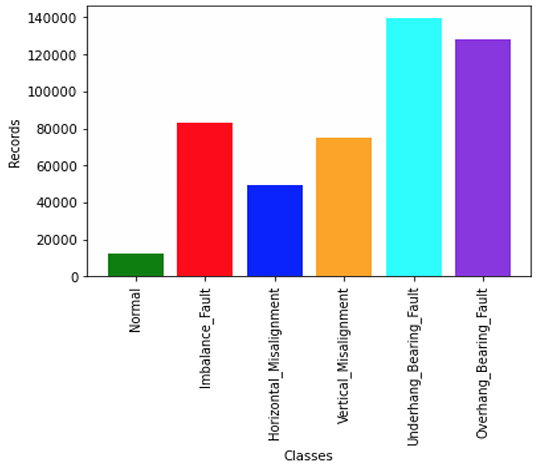 140000
120000
100000
80000
60000
40000
20000
0
Records
Normal
Imbalance_Fault
Horizontal_Misalignment
Vertical_Misalignment
Underhang_Bearing_Fault
Overhang_Bearing_Fault
Classes